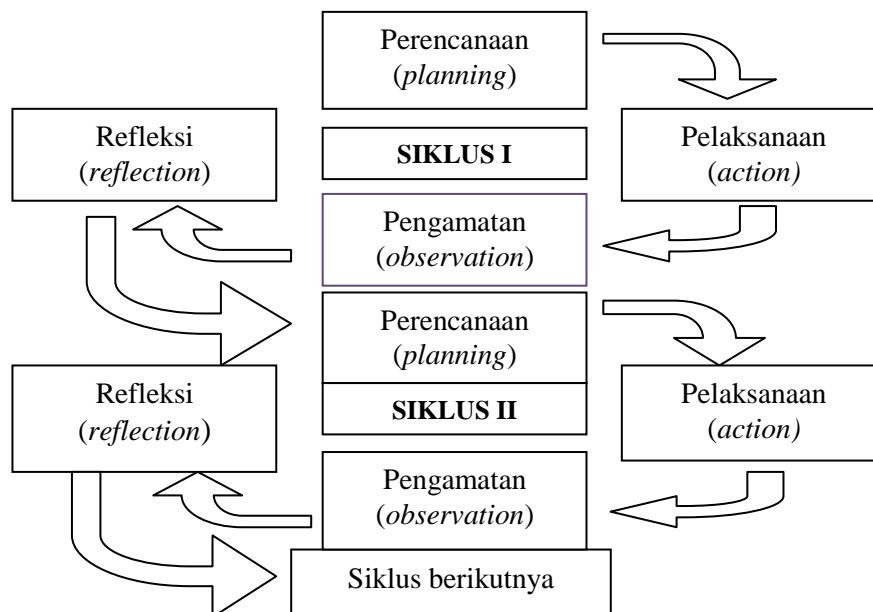 Perencanaan
(planning)
Refleksi
(reflection)
SIKLUS I
Pelaksanaan
(action)
Pengamatan
(observation)
Perencanaan
(planning)
Refleksi
(reflection)
SIKLUS II
Pelaksanaan
(action)
Pengamatan
(observation)
Siklus berikutnya